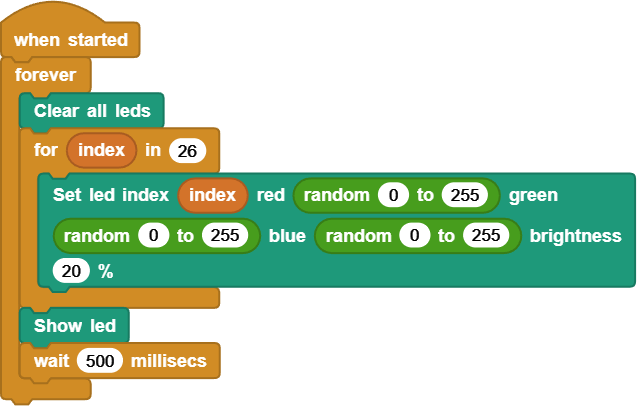 when started
forever
Clear all leds
for index in 26
Set led index index red random 0 to 255 green
random 0 to 255 blue random 0 to 255 brightness
20 %
Show led
wait 500 millisecs